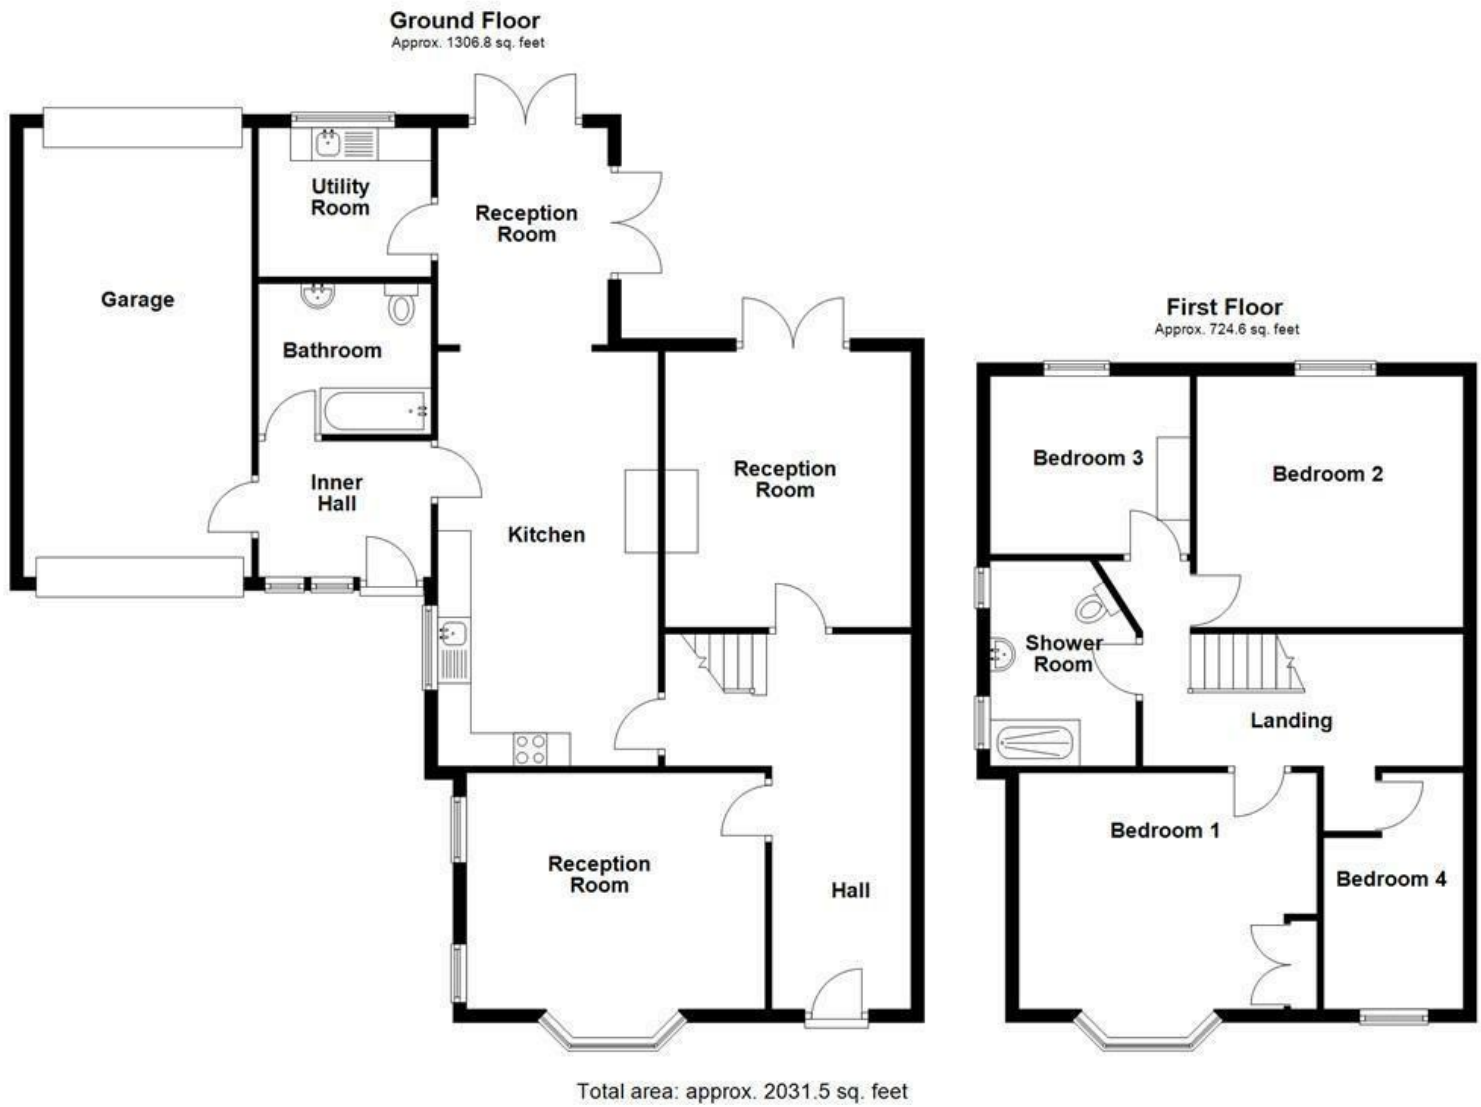 Ground Floor
Approx. 1306.8 sq. feet
Utility
Room
Reception
Room
Garage
Bathroom
Inner
Hall
Kitchen
Reception
Room
Reception
Room
Hall
First Floor
Approx. 724.6 sq. feet
Bedroom 3
Bedroom 2
Shower
Room
Landing
Bedroom 1
Bedroom 4
Total area: approx. 2031.5 sq. feet